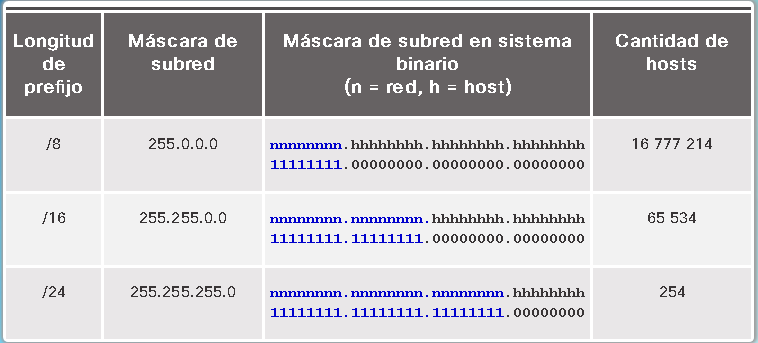 Longitud de prefijo
Máscara de subred
Máscara de subred en sistema binario (n = red, h = host)
Cantidad de hosts
/8
255.0.0.0
nnnnnnnn.hhhhhhhh.hhhhhhhh.hhhhhhhh
11111111.00000000.00000000.00000000
16 777 214
/16
255.255.0.0
nnnnnnnn.nnnnnnnn.hhhhhhhh.hhhhhhhh
11111111.11111111.00000000.00000000
65 534
/24
255.255.255.0
nnnnnnnn.nnnnnnnn.nnnnnnnn.hhhhhhhh
11111111.11111111.11111111.00000000
254